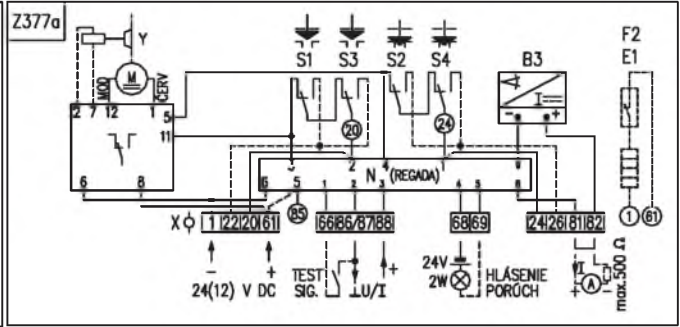 Z377a
Y
F2
E1
S1 S3 S2 S4
B3
MOD M ČERV
2 7 12 1
5
11
I
- +
20 24
3 2 4 1 9
N (REGADA)
6 8
6 5 1 2 3 4 5 8
X
1 22 20 61
85
66 86/87 88
68 69
24 26 81 82
1 81
- +
24(12) V DC
TEST
SIG.
U/I
+
24V
2W
HLÁSENIE
PORÚCH
I
A
+
max.500 Ω